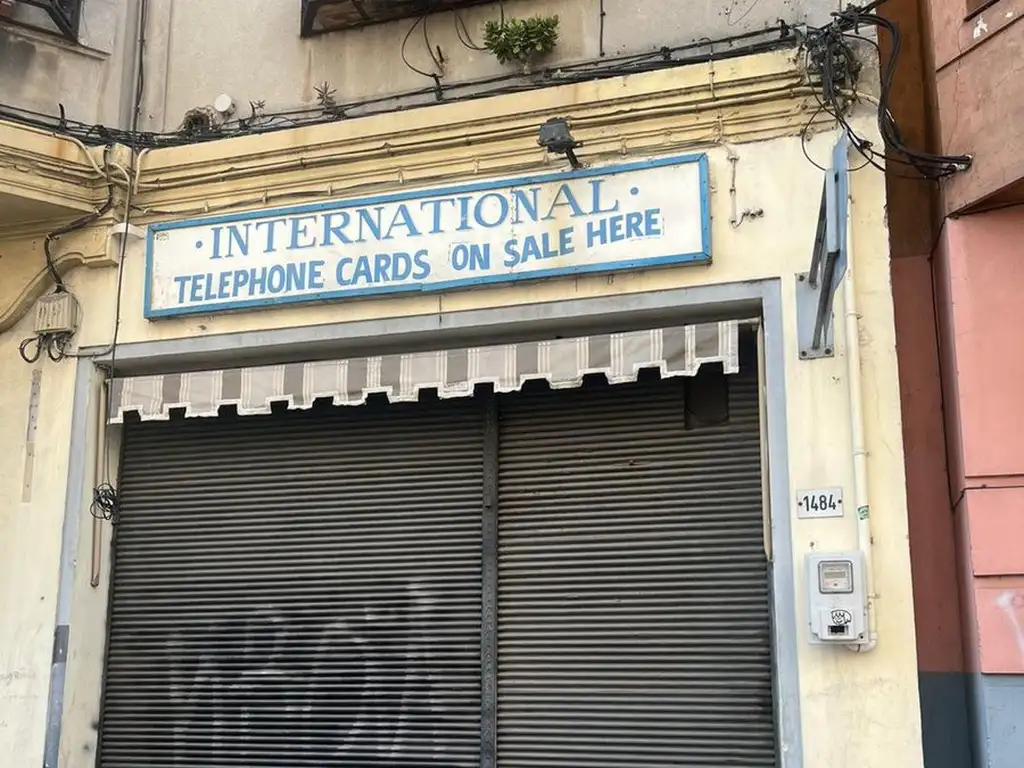 ·INTERNATIONAL·
TELEPHONE CARDS ON SALE HERE
·1484·